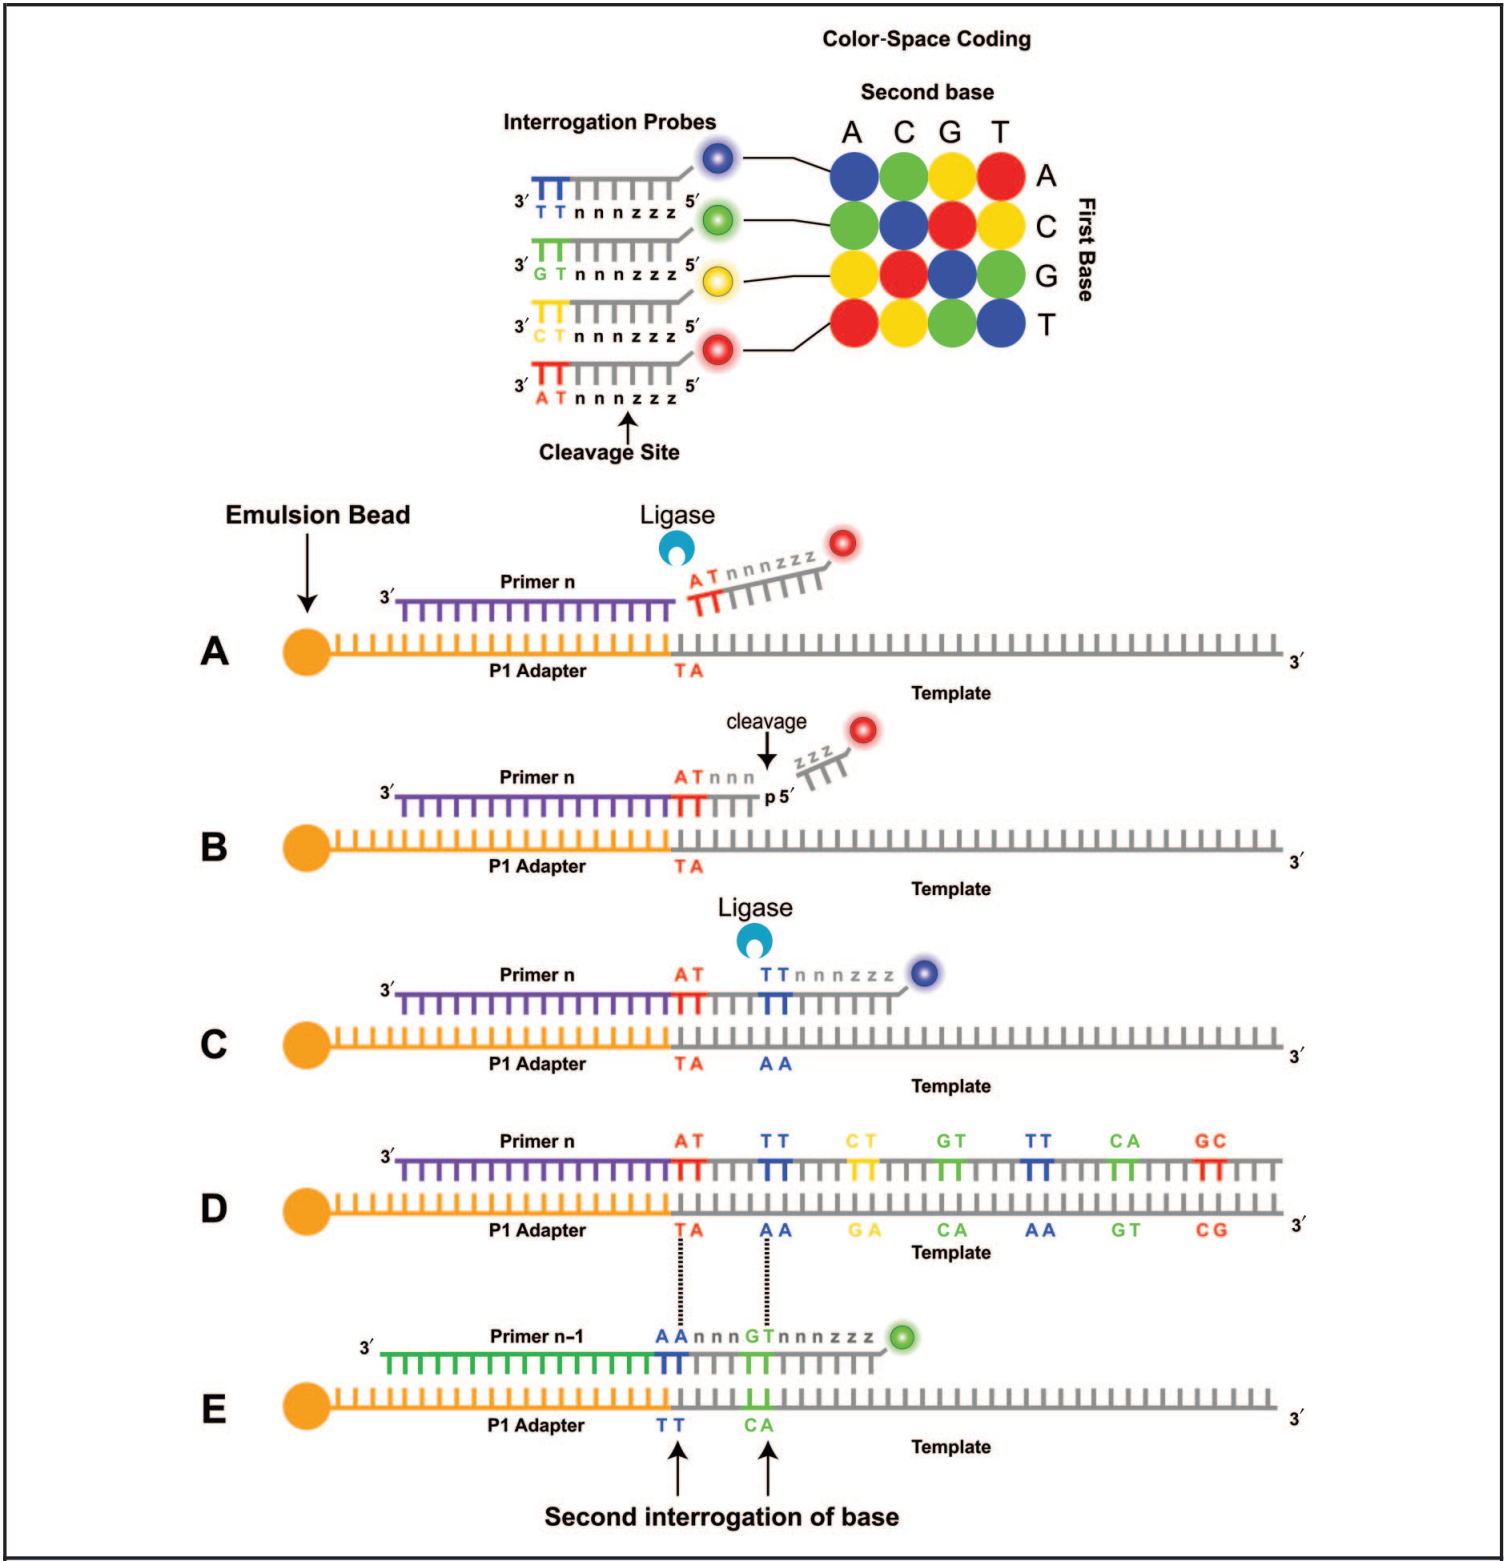 Color-Space Coding
Second base
Interrogation Probes
A C G T
A
C
G
T
First Base
3′ T T n n n z z z 5′
3′ G T n n n z z z 5′
3′ C T n n n z z z 5′
3′ A T n n n z z z 5′
Cleavage Site
Emulsion Bead
Ligase
A T n n n z z z
3′ Primer n
A
P1 Adapter T A
3′
Template
cleavage
z z z
3′ Primer n A T n n n
p 5′
B
P1 Adapter T A
3′
Template
Ligase
3′ Primer n A T T T n n n z z z
C
P1 Adapter T A A A
3′
Template
3′ Primer n A T T T C T G T T T C A G C
D
P1 Adapter T A A A G A C A A A G T C G
3′
Template
3′ Primer n–1 A A n n n G T n n n z z z
E
P1 Adapter T T C A
3′
Template
Second interrogation of base